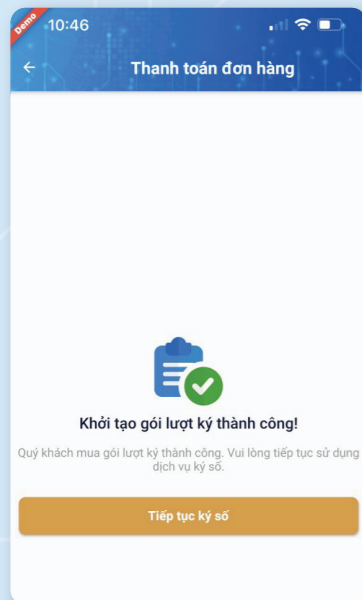 Demo
10:46
Thanh toán đơn hàng
Khởi tạo gói lượt ký thành công!
Quý khách mua gói lượt ký thành công. Vui lòng tiếp tục sử dụng
dịch vụ ký số.
Tiếp tục ký số